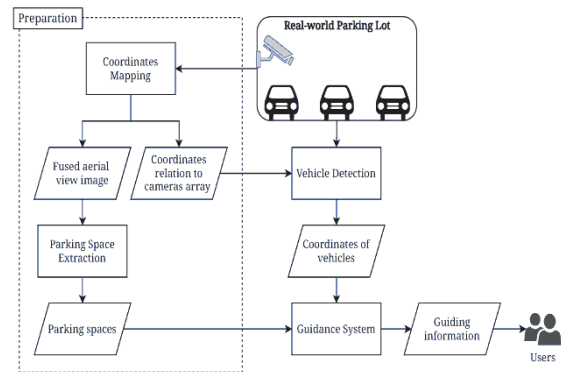 Preparation
Real-world Parking Lot
Coordinates
Mapping
Fused aerial
view image
Coordinates
relation to
cameras array
Vehicle Detection
Parking Space
Extraction
Coordinates of
vehicles
Parking spaces
Guidance System
Guiding
information
Users